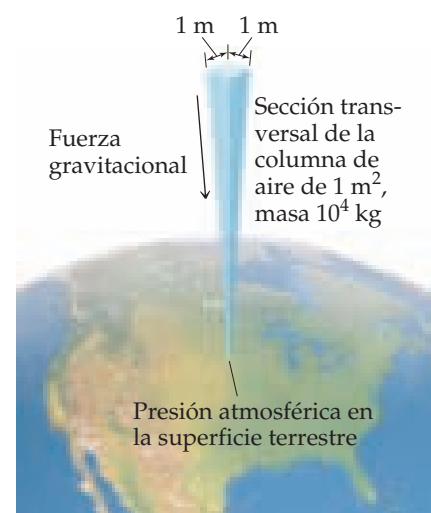 1 m 1 m
Sección trans-
versal de la
columna de
aire de 1 m², 
masa 10⁴ kg
Fuerza
gravitacional
Presión atmosférica en
la superficie terrestre